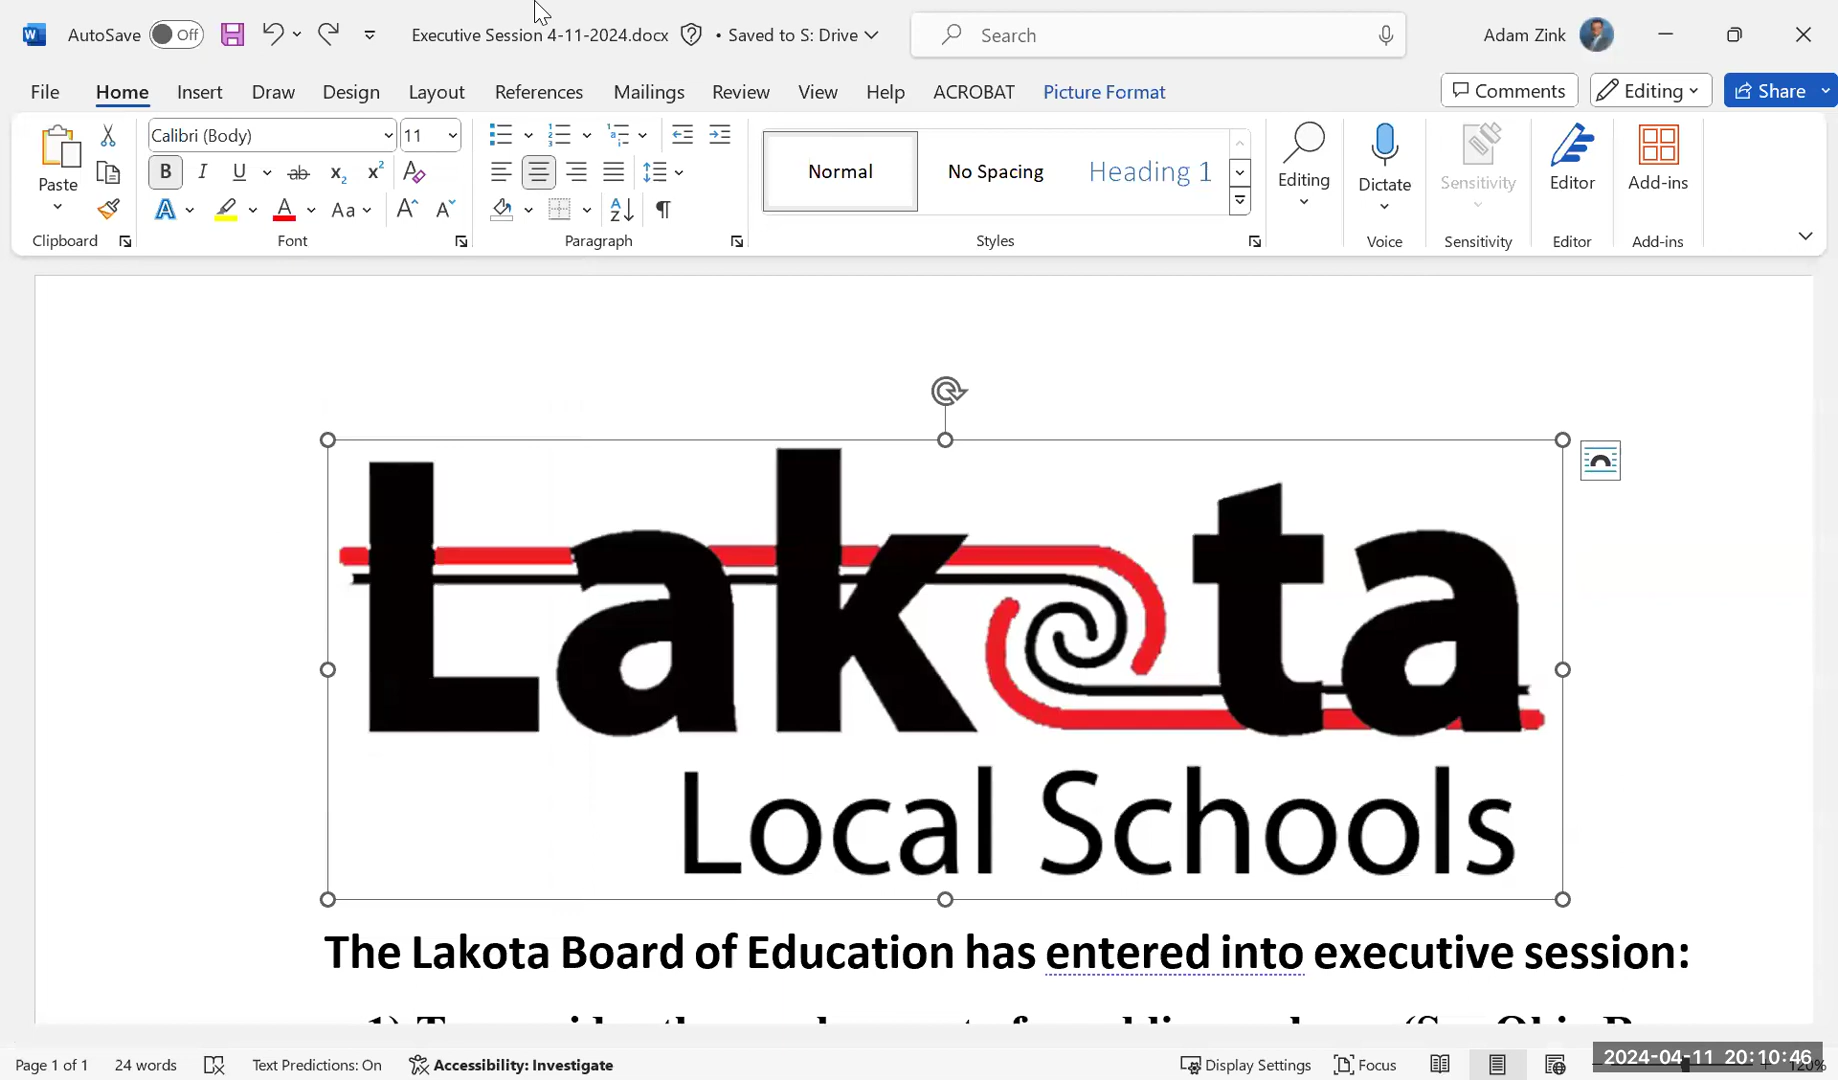 AutoSave Off Executive Session 4-11-2024.docx • Saved to S: Drive Search Adam Zink
File Home Insert Draw Design Layout References Mailings Review View Help ACROBAT Picture Format Comments Editing Share
Paste Calibri (Body) 11 Normal No Spacing Heading 1 Editing Dictate Sensitivity Editor Add-ins
Clipboard Font Paragraph Styles Voice Sensitivity Editor Add-ins
Lakota
Local Schools
The Lakota Board of Education has entered into executive session:
Page 1 of 1 24 words Text Predictions: On Accessibility: Investigate Display Settings Focus 2024-04-11 20:10:46 120%